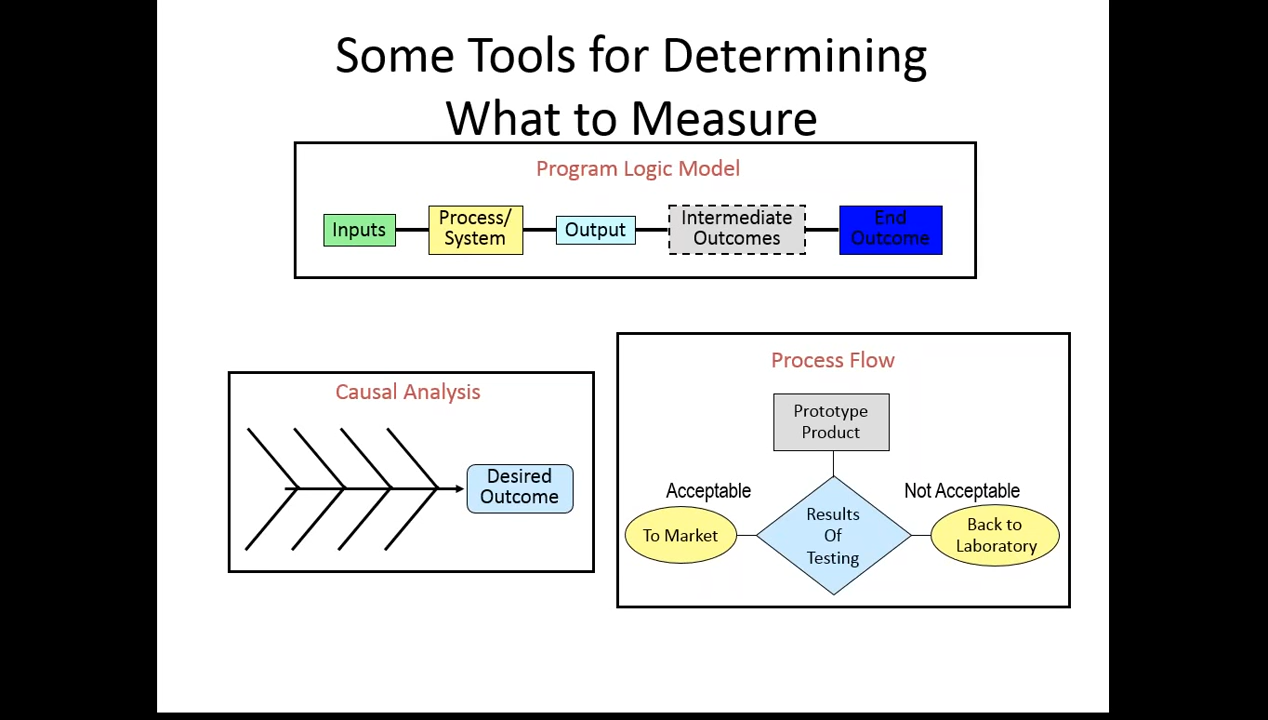 Some Tools for Determining
What to Measure
Program Logic Model
Inputs
Process/
System
Output
Intermediate
Outcomes
End
Outcome
Causal Analysis
Desired
Outcome
Process Flow
Prototype
Product
Acceptable
Not Acceptable
To Market
Results
Of
Testing
Back to
Laboratory